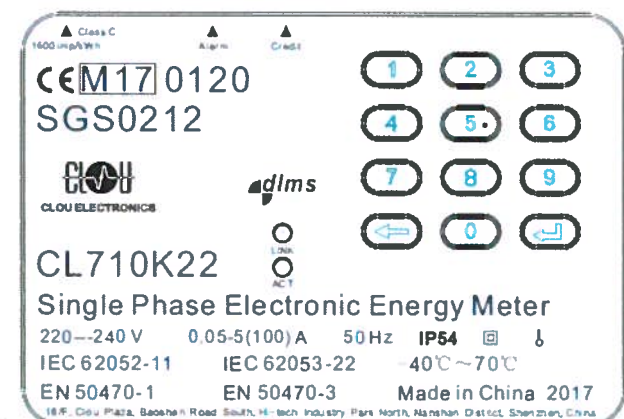 Class C
1600 imp/kWh Alarm Credit
CE M17 0120
SGS0212
CLOU
CLOU ELECTRONICS
dlms
LINK
ACT
1 2 3
4 5 6
7 8 9
0
CL710K22
Single Phase Electronic Energy Meter
220--240 V 0.05-5(100) A 50Hz IP54
IEC 62052-11 IEC 62053-22 -40℃~70℃
EN 50470-1 EN 50470-3 Made in China 2017
16/F., Clou Plaza, Baoshen Road South, Hi-tech Industry Park North, Nanshan District, Shenzhen, China